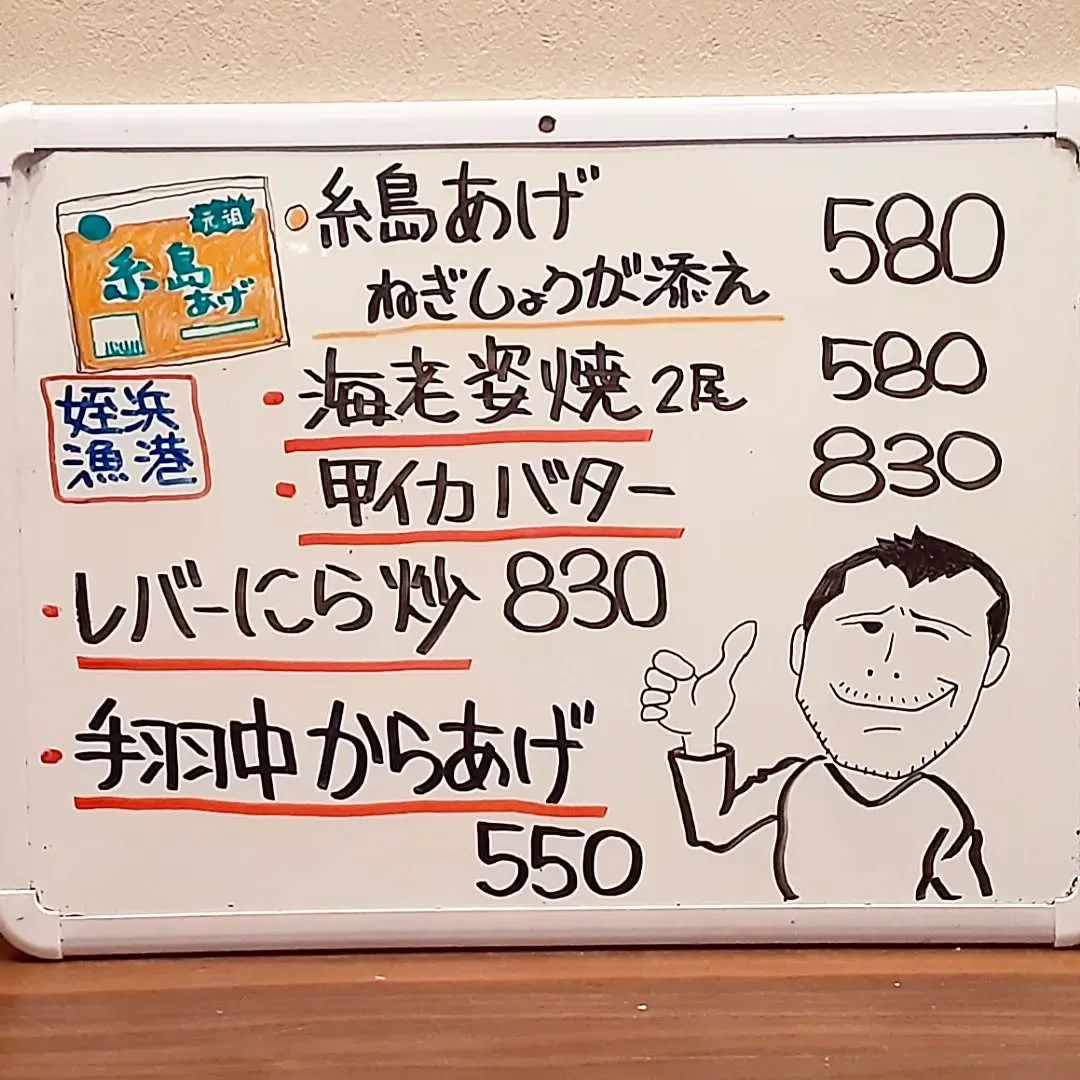 元祖
糸島
あげ
・糸島あげ 580
ねぎしょうが添え
姪浜
漁港
・海老姿焼 2尾 580
・甲イカバター 830
・レバーにら炒 830
・手羽中からあげ
550